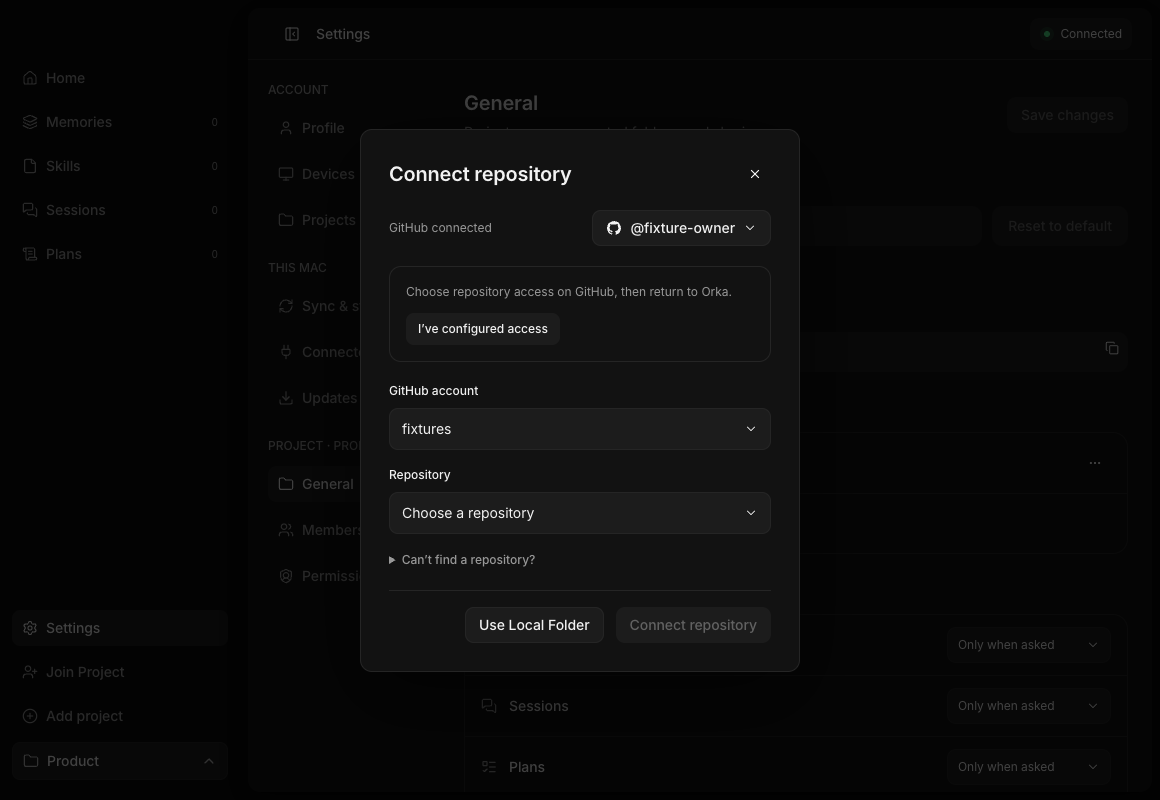 Settings
Connected
Home
Memories 0
Skills 0
Sessions 0
Plans 0
Settings
Join Project
Add project
Product
ACCOUNT
Profile
Devices
Projects
THIS MAC
Sync &
Updates
PROJECT
General
Members
General
Save changes
Reset to default
Connect repository
GitHub connected
@fixture-owner
Choose repository access on GitHub, then return to Orka.
I’ve configured access
GitHub account
fixtures
Repository
Choose a repository
Can’t find a repository?
Use Local Folder
Connect repository
Only when asked
Sessions
Only when asked
Plans
Only when asked